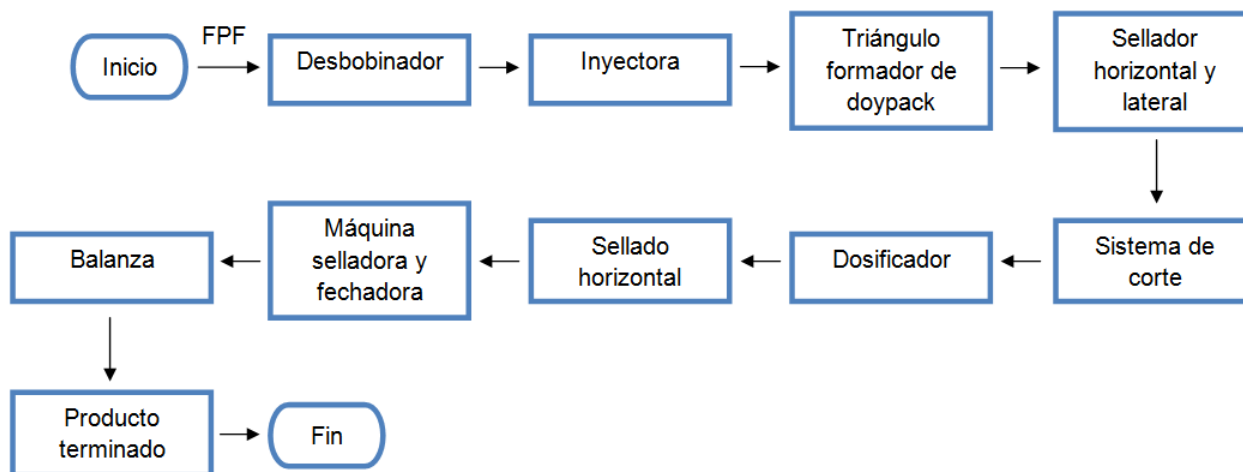 Inicio
FPF
Desbobinador
Inyectora
Triángulo
formador de
doypack
Sellador
horizontal y
lateral
Sistema de
corte
Dosificador
Sellado
horizontal
Máquina
selladora y
fechadora
Balanza
Producto
terminado
Fin